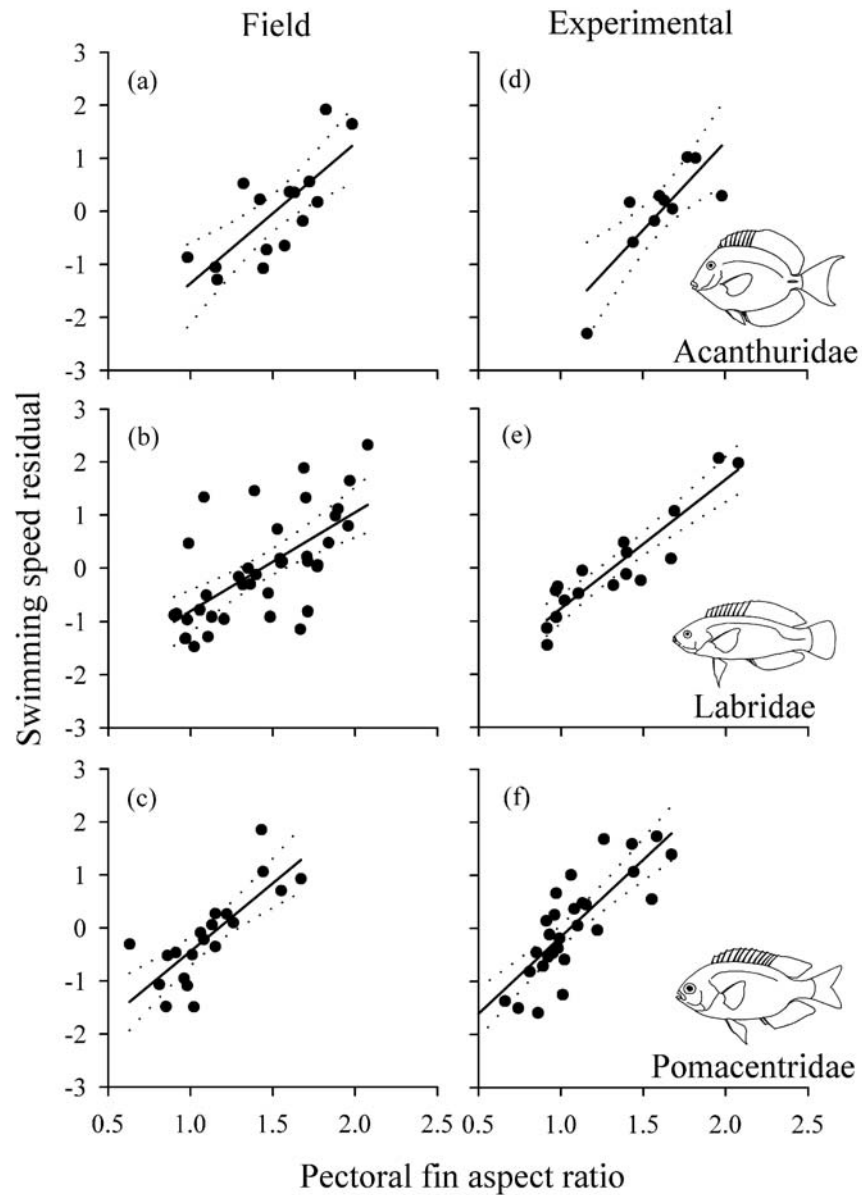 Field
Experimental
3
(a)
(d)
2
1
0
-1
-2
-3
Acanthuridae
3
(b)
(e)
2
1
0
-1
-2
-3
Labridae
3
(c)
(f)
2
1
0
-1
-2
-3
Pomacentridae
0.5 1.0 1.5 2.0 2.5
0.5 1.0 1.5 2.0 2.5
Swimming speed residual
Pectoral fin aspect ratio